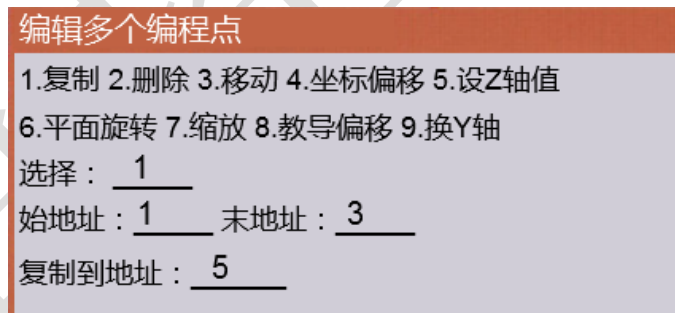 编辑多个编程点
1.复制 2.删除 3.移动 4.坐标偏移 5.设Z轴值
6.平面旋转 7.缩放 8.教导偏移 9.换Y轴
选择：1
始地址：1 末地址：3
复制到地址：5